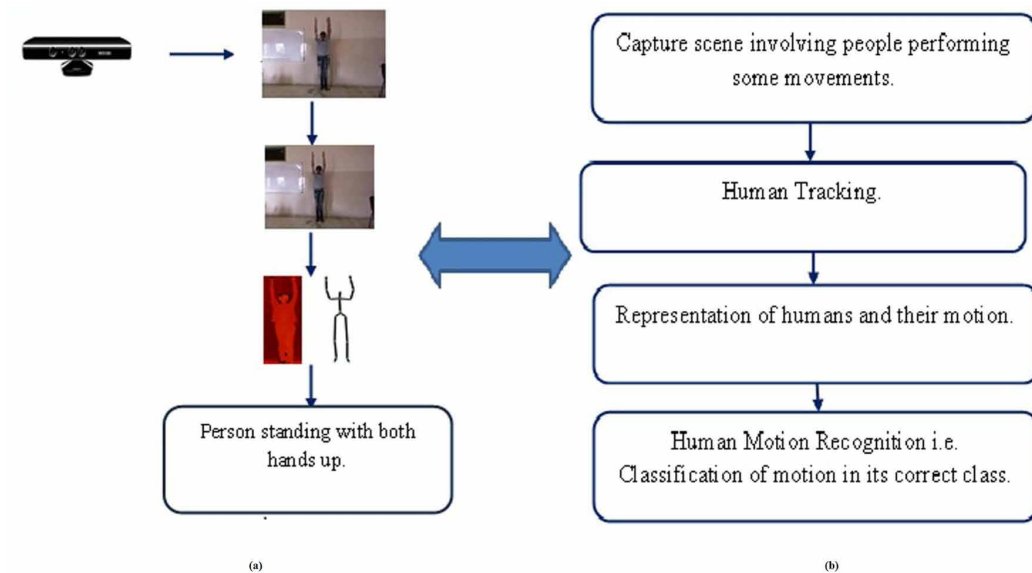 Capture scene involving people performing
some movements.
Human Tracking.
Representation of humans and their motion.
Person standing with both
hands up.
Human Motion Recognition i.e.
Classification of motion in its correct class.
(a)
(b)